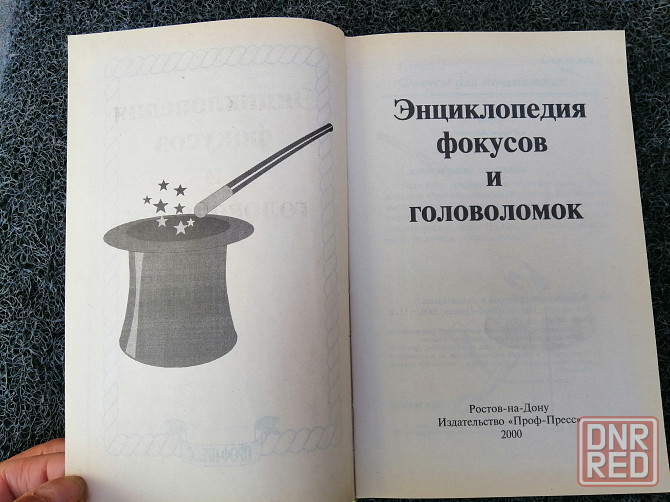 Энциклопедия
фокусов
и
головоломок
Ростов-на-Дону
Издательство «Проф-Пресс»
2000
DNR
RED